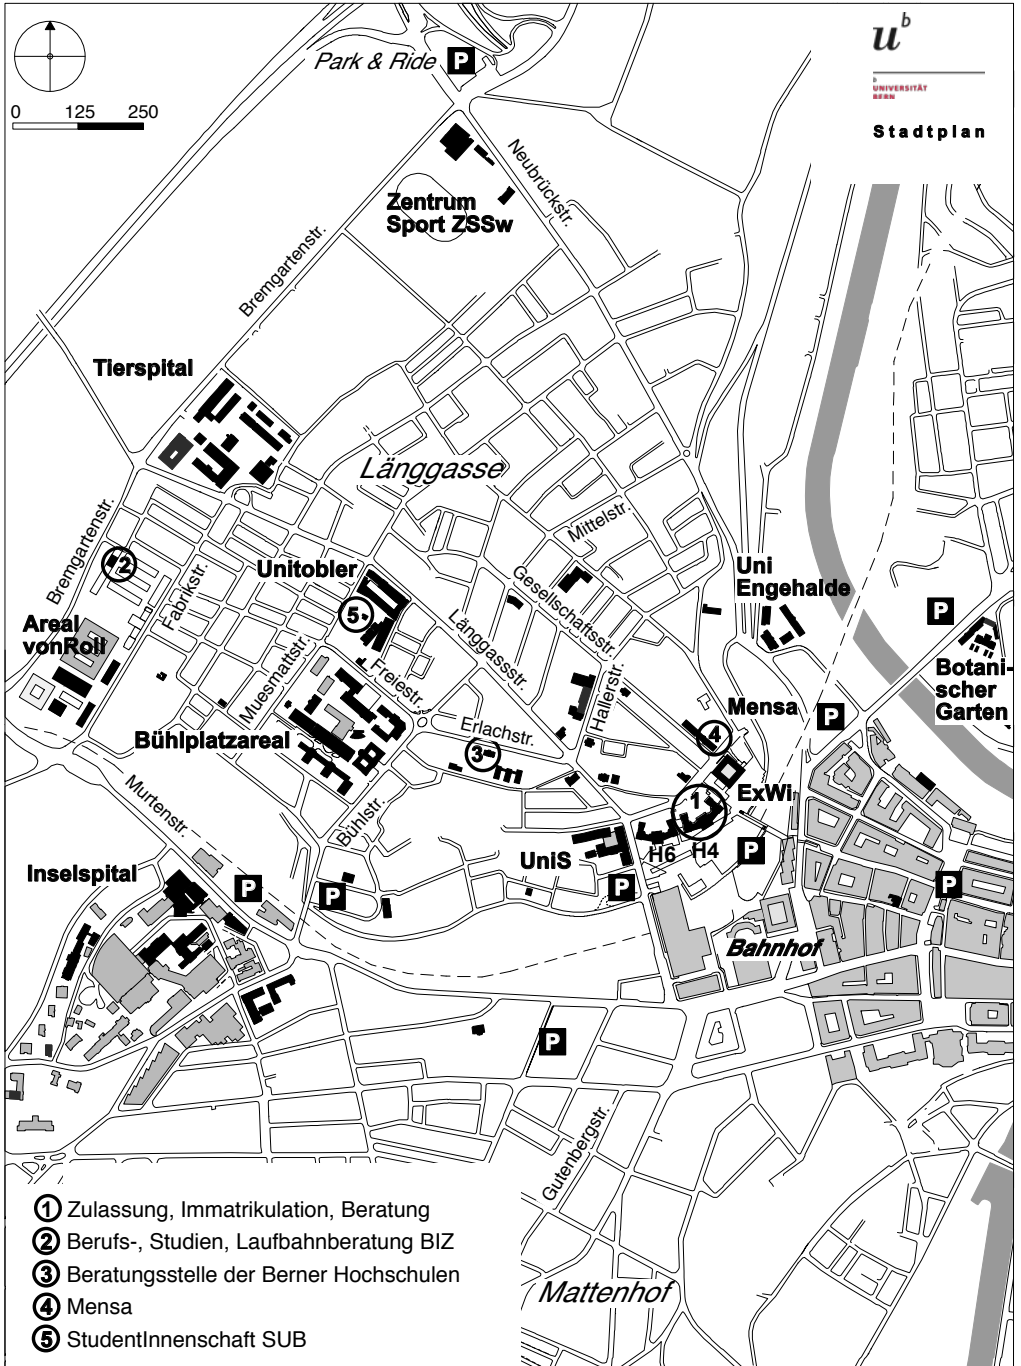 Park & Ride
P
u^b
b
UNIVERSITÄT
BERN
Stadtplan
0 125 250
Neubrückstr.
Zentrum
Sport ZSSw
Bremgartenstr.
Tierspital
Länggasse
Mittelstr.
Bremgartenstr.
2
Fabrikstr.
Unitobler
5
Gesellschaftsstr.
Uni
Engehalde
P
Areal
vonRoll
Muesmattstr.
Freiestr.
Länggassstr.
Hallerstr.
Botani-
scher
Garten
Bühlplatzareal
Erlachstr.
3
Mensa
4
P
Murtenstr.
Bühlstr.
1
ExWi
H6
H4
P
UniS
Inselspital
P
P
P
P
Bahnhof
P
Gutenbergstr.
Mattenhof
1 Zulassung, Immatrikulation, Beratung
2 Berufs-, Studien, Laufbahnberatung BIZ
3 Beratungsstelle der Berner Hochschulen
4 Mensa
5 StudentInnenschaft SUB